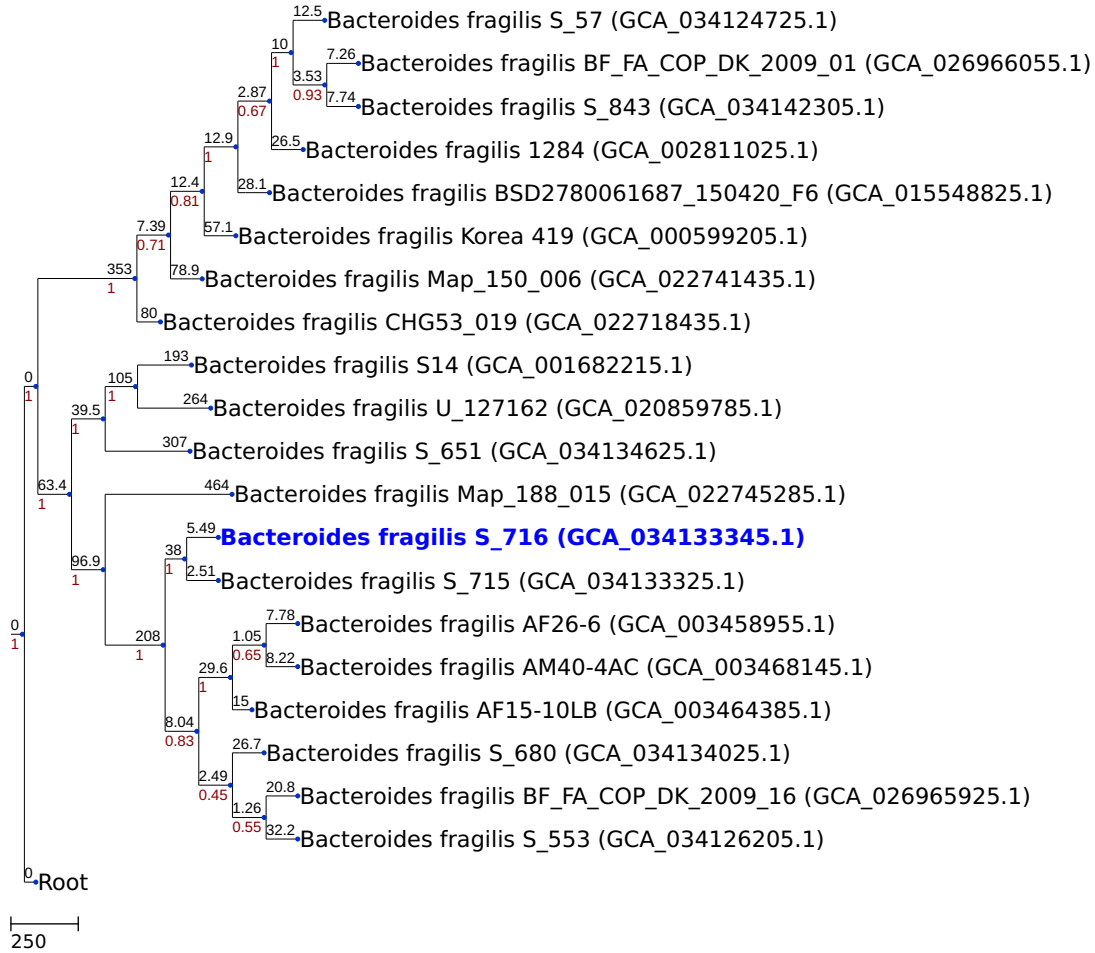 12.5
Bacteroides fragilis S_57 (GCA_034124725.1)
10
1
7.26
Bacteroides fragilis BF_FA_COP_DK_2009_01 (GCA_026966055.1)
3.53
0.93
2.87
0.67
7.74
Bacteroides fragilis S_843 (GCA_034142305.1)
12.9
1
26.5
Bacteroides fragilis 1284 (GCA_002811025.1)
12.4
0.81
28.1
Bacteroides fragilis BSD2780061687_150420_F6 (GCA_015548825.1)
7.39
0.71
57.1
Bacteroides fragilis Korea 419 (GCA_000599205.1)
353
1
78.9
Bacteroides fragilis Map_150_006 (GCA_022741435.1)
80
Bacteroides fragilis CHG53_019 (GCA_022718435.1)
193
Bacteroides fragilis S14 (GCA_001682215.1)
0
1
105
1
264
Bacteroides fragilis U_127162 (GCA_020859785.1)
39.5
1
307
Bacteroides fragilis S_651 (GCA_034134625.1)
63.4
1
464
Bacteroides fragilis Map_188_015 (GCA_022745285.1)
5.49
Bacteroides fragilis S_716 (GCA_034133345.1)
38
1
96.9
1
2.51
Bacteroides fragilis S_715 (GCA_034133325.1)
7.78
Bacteroides fragilis AF26-6 (GCA_003458955.1)
0
1
208
1
1.05
0.65
8.22
Bacteroides fragilis AM40-4AC (GCA_003468145.1)
29.6
1
15
Bacteroides fragilis AF15-10LB (GCA_003464385.1)
8.04
0.83
26.7
Bacteroides fragilis S_680 (GCA_034134025.1)
2.49
0.45
20.8
Bacteroides fragilis BF_FA_COP_DK_2009_16 (GCA_026965925.1)
1.26
0.55
32.2
Bacteroides fragilis S_553 (GCA_034126205.1)
0
Root
250